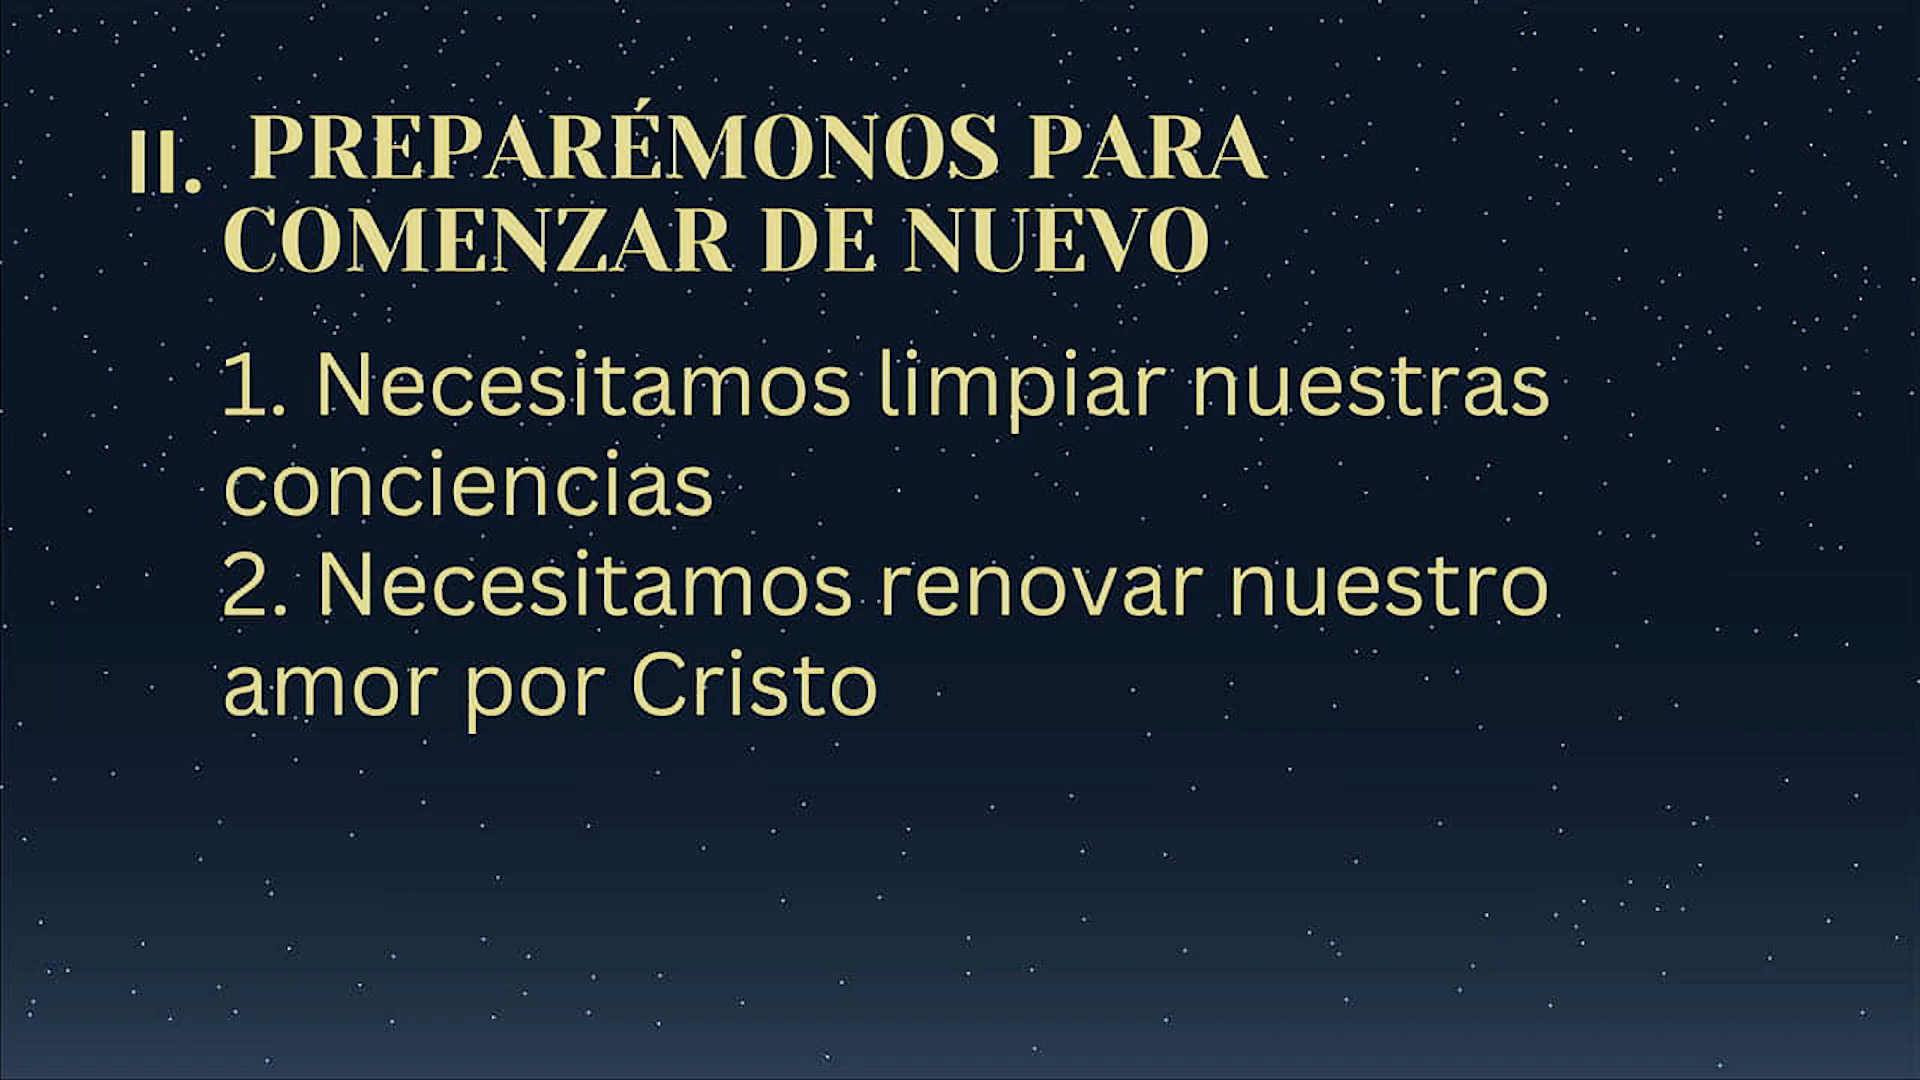 II. PREPARÉMONOS PARA
COMENZAR DE NUEVO
1. Necesitamos limpiar nuestras
conciencias
2. Necesitamos renovar nuestro
amor por Cristo